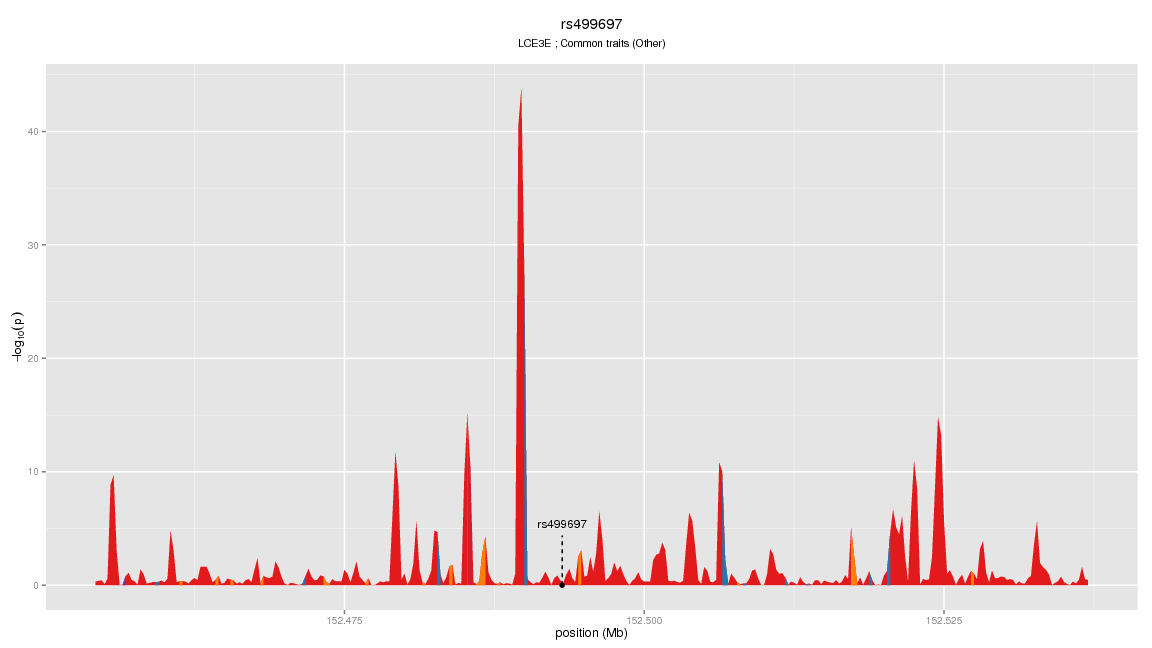 rs499697
LCE3E ; Common traits (Other)
40
30
20
10
0
−log10(p)
rs499697
152.475
152.500
152.525
position (Mb)